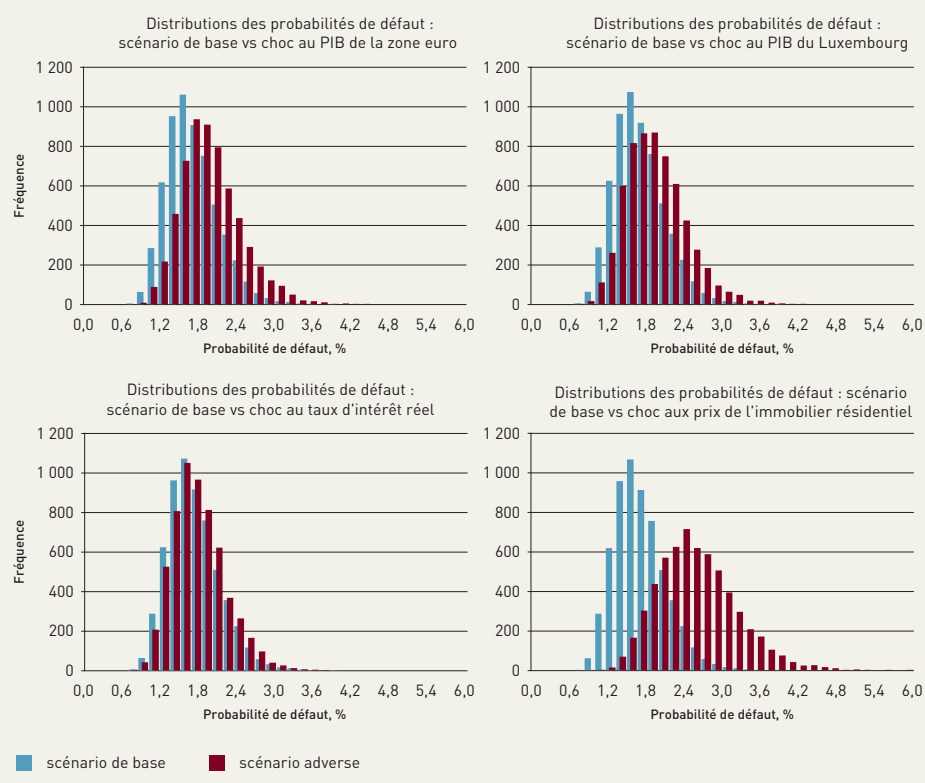 Distributions des probabilités de défaut :
scénario de base vs choc au PIB de la zone euro
1 200
1 000
800
600
400
200
0
Fréquence
0,0 0,6 1,2 1,8 2,4 3,0 3,6 4,2 4,8 5,4 6,0
Probabilité de défaut, %
Distributions des probabilités de défaut :
scénario de base vs choc au PIB du Luxembourg
1 200
1 000
800
600
400
200
0
0,0 0,6 1,2 1,8 2,4 3,0 3,6 4,2 4,8 5,4 6,0
Probabilité de défaut, %
Distributions des probabilités de défaut :
scénario de base vs choc au taux d'intérêt réel
1 200
1 000
800
600
400
200
0
Fréquence
0,0 0,6 1,2 1,8 2,4 3,0 3,6 4,2 4,8 5,4 6,0
Probabilité de défaut, %
Distributions des probabilités de défaut : scénario
de base vs choc aux prix de l'immobilier résidentiel
1 200
1 000
800
600
400
200
0
0,0 0,6 1,2 1,8 2,4 3,0 3,6 4,2 4,8 5,4 6,0
Probabilité de défaut, %
scénario de base
scénario adverse